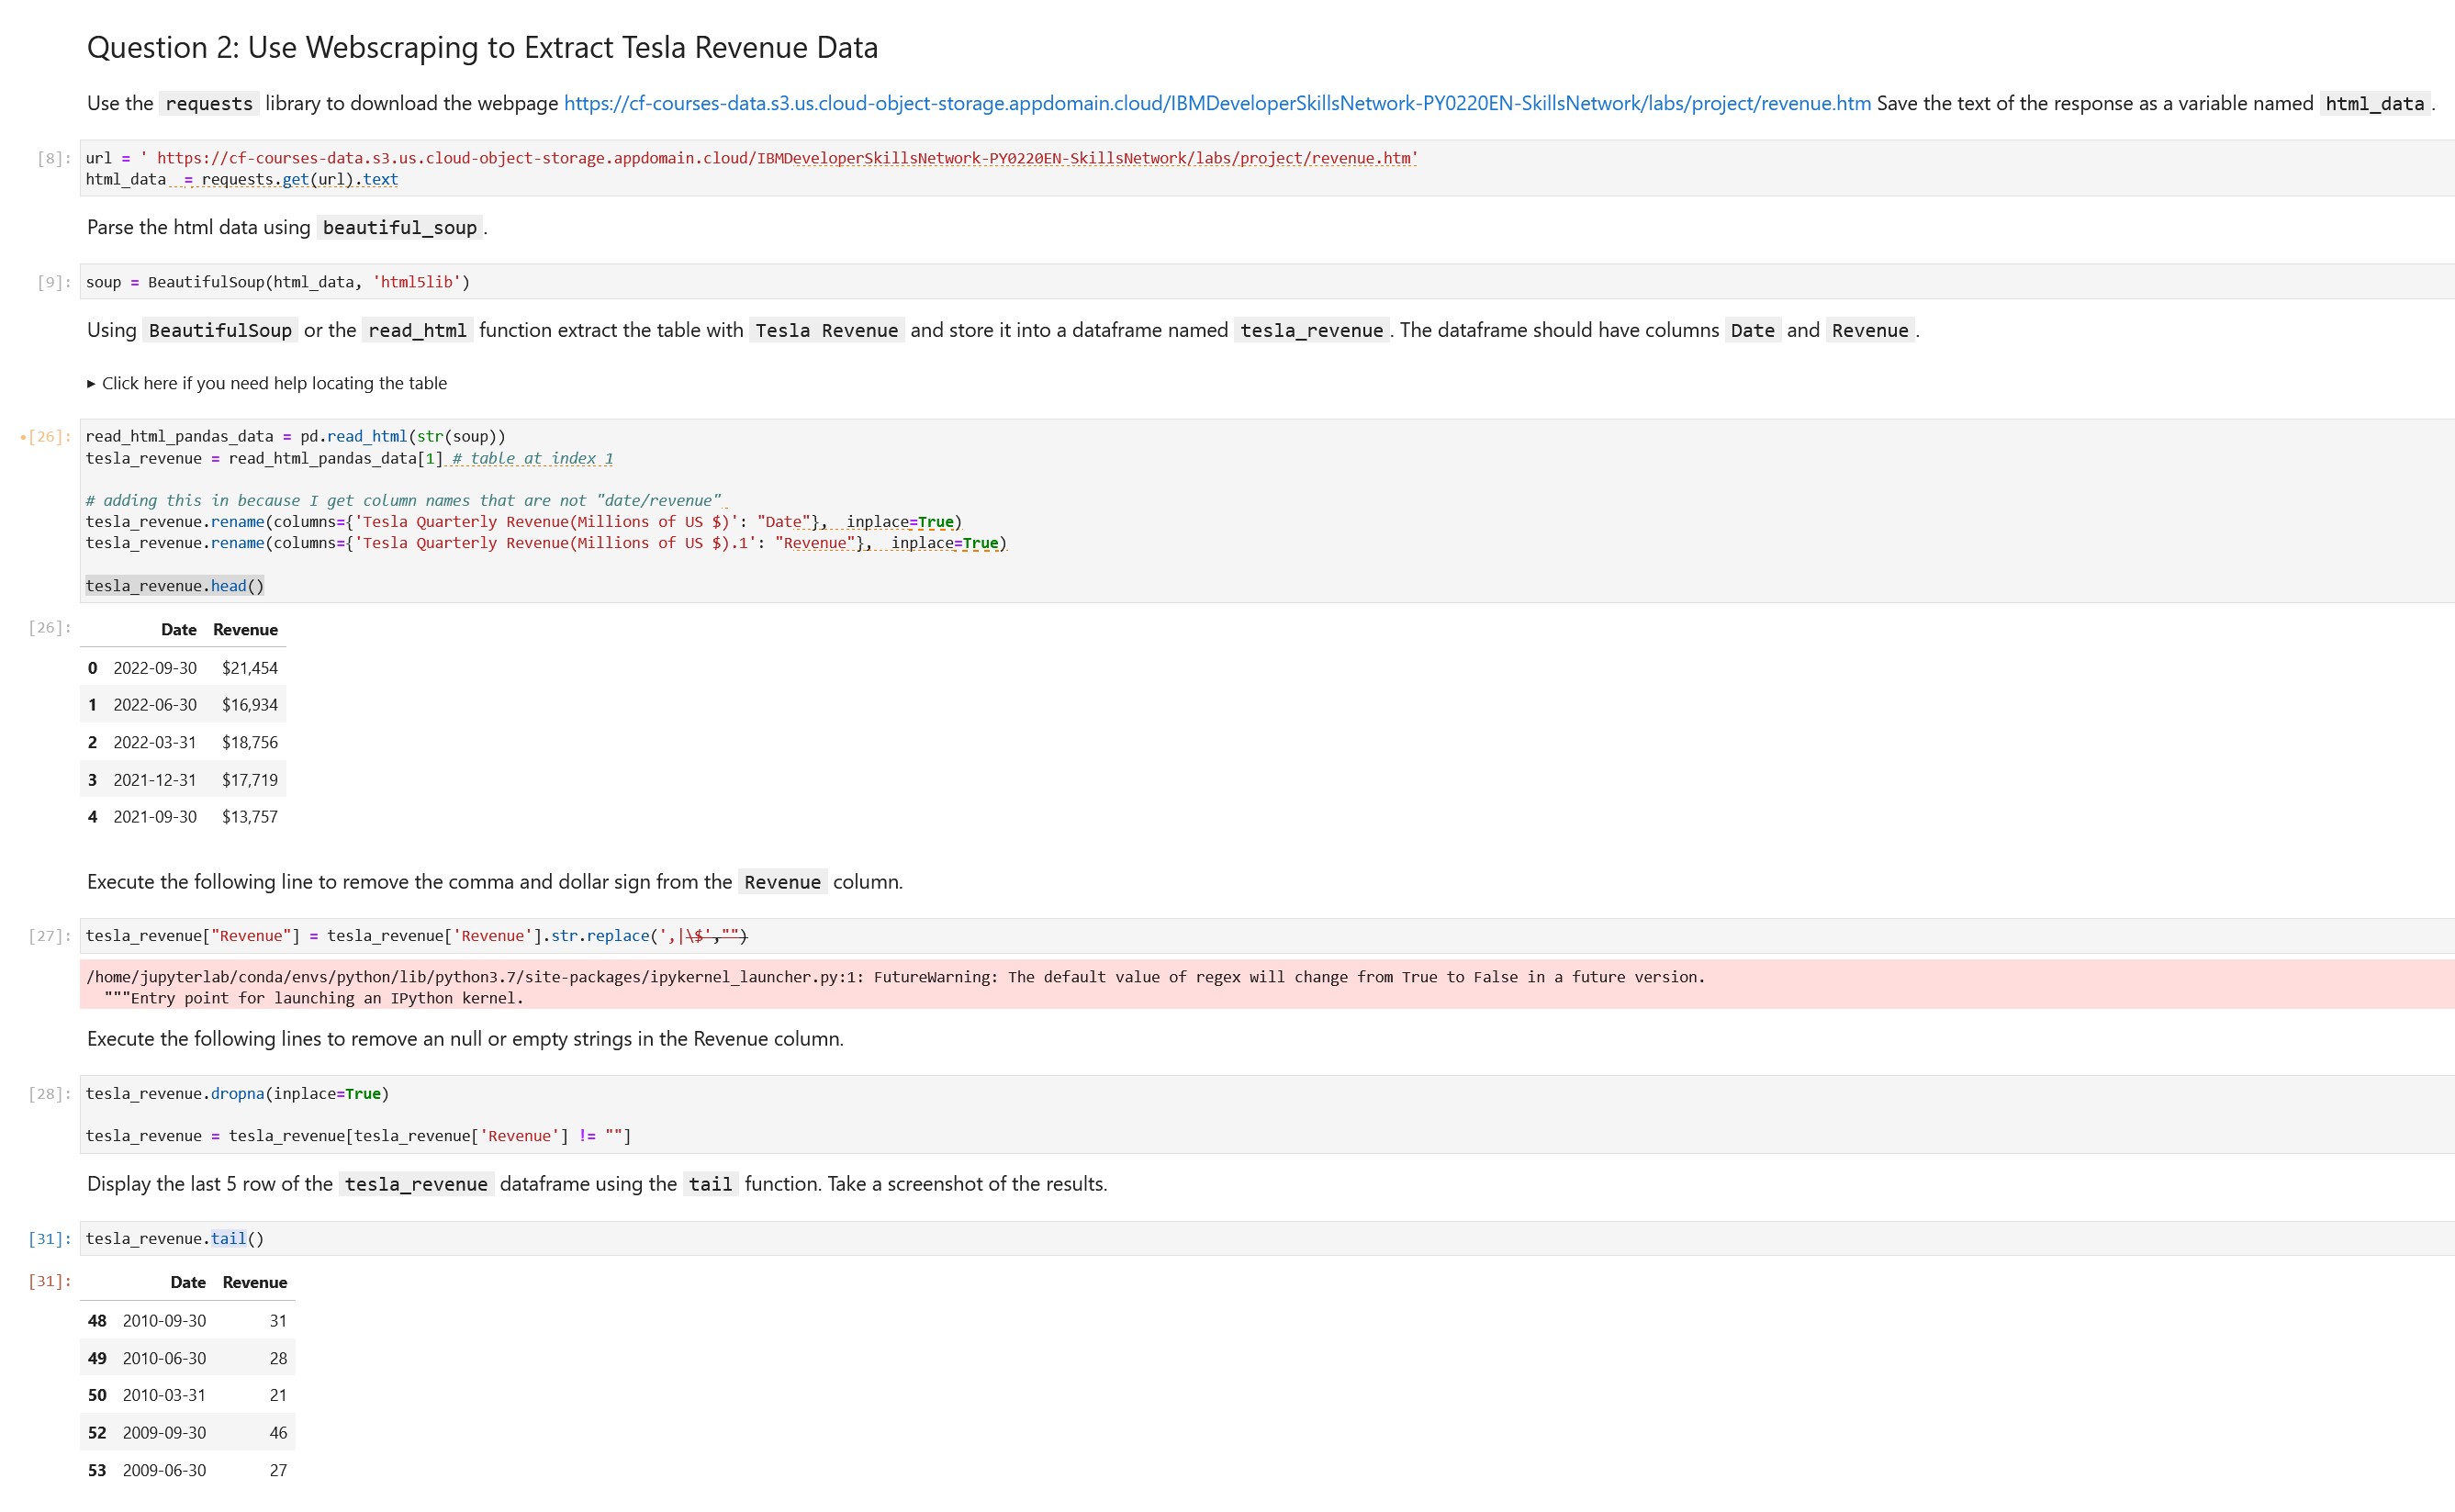 Question 2: Use Webscraping to Extract Tesla Revenue Data
Use the requests library to download the webpage https://cf-courses-data.s3.us.cloud-object-storage.appdomain.cloud/IBMDeveloperSkillsNetwork-PY0220EN-SkillsNetwork/labs/project/revenue.htm Save the text of the response as a variable named html_data.
[8]: url = ' https://cf-courses-data.s3.us.cloud-object-storage.appdomain.cloud/IBMDeveloperSkillsNetwork-PY0220EN-SkillsNetwork/labs/project/revenue.htm'
html_data  = requests.get(url).text
Parse the html data using beautiful_soup.
[9]: soup = BeautifulSoup(html_data, 'html5lib')
Using BeautifulSoup or the read_html function extract the table with Tesla Revenue and store it into a dataframe named tesla_revenue. The dataframe should have columns Date and Revenue.
▸ Click here if you need help locating the table
•[26]: read_html_pandas_data = pd.read_html(str(soup))
tesla_revenue = read_html_pandas_data[1] # table at index 1
# adding this in because I get column names that are not "date/revenue"
tesla_revenue.rename(columns={'Tesla Quarterly Revenue(Millions of US $)': "Date"},  inplace=True)
tesla_revenue.rename(columns={'Tesla Quarterly Revenue(Millions of US $).1': "Revenue"},  inplace=True)
tesla_revenue.head()
[26]: Date Revenue
0 2022-09-30 $21,454
1 2022-06-30 $16,934
2 2022-03-31 $18,756
3 2021-12-31 $17,719
4 2021-09-30 $13,757
Execute the following line to remove the comma and dollar sign from the Revenue column.
[27]: tesla_revenue["Revenue"] = tesla_revenue['Revenue'].str.replace(',|\$',"")
/home/jupyterlab/conda/envs/python/lib/python3.7/site-packages/ipykernel_launcher.py:1: FutureWarning: The default value of regex will change from True to False in a future version.
"""Entry point for launching an IPython kernel.
Execute the following lines to remove an null or empty strings in the Revenue column.
[28]: tesla_revenue.dropna(inplace=True)
tesla_revenue = tesla_revenue[tesla_revenue['Revenue'] != ""]
Display the last 5 row of the tesla_revenue dataframe using the tail function. Take a screenshot of the results.
[31]: tesla_revenue.tail()
[31]: Date Revenue
48 2010-09-30 31
49 2010-06-30 28
50 2010-03-31 21
52 2009-09-30 46
53 2009-06-30 27